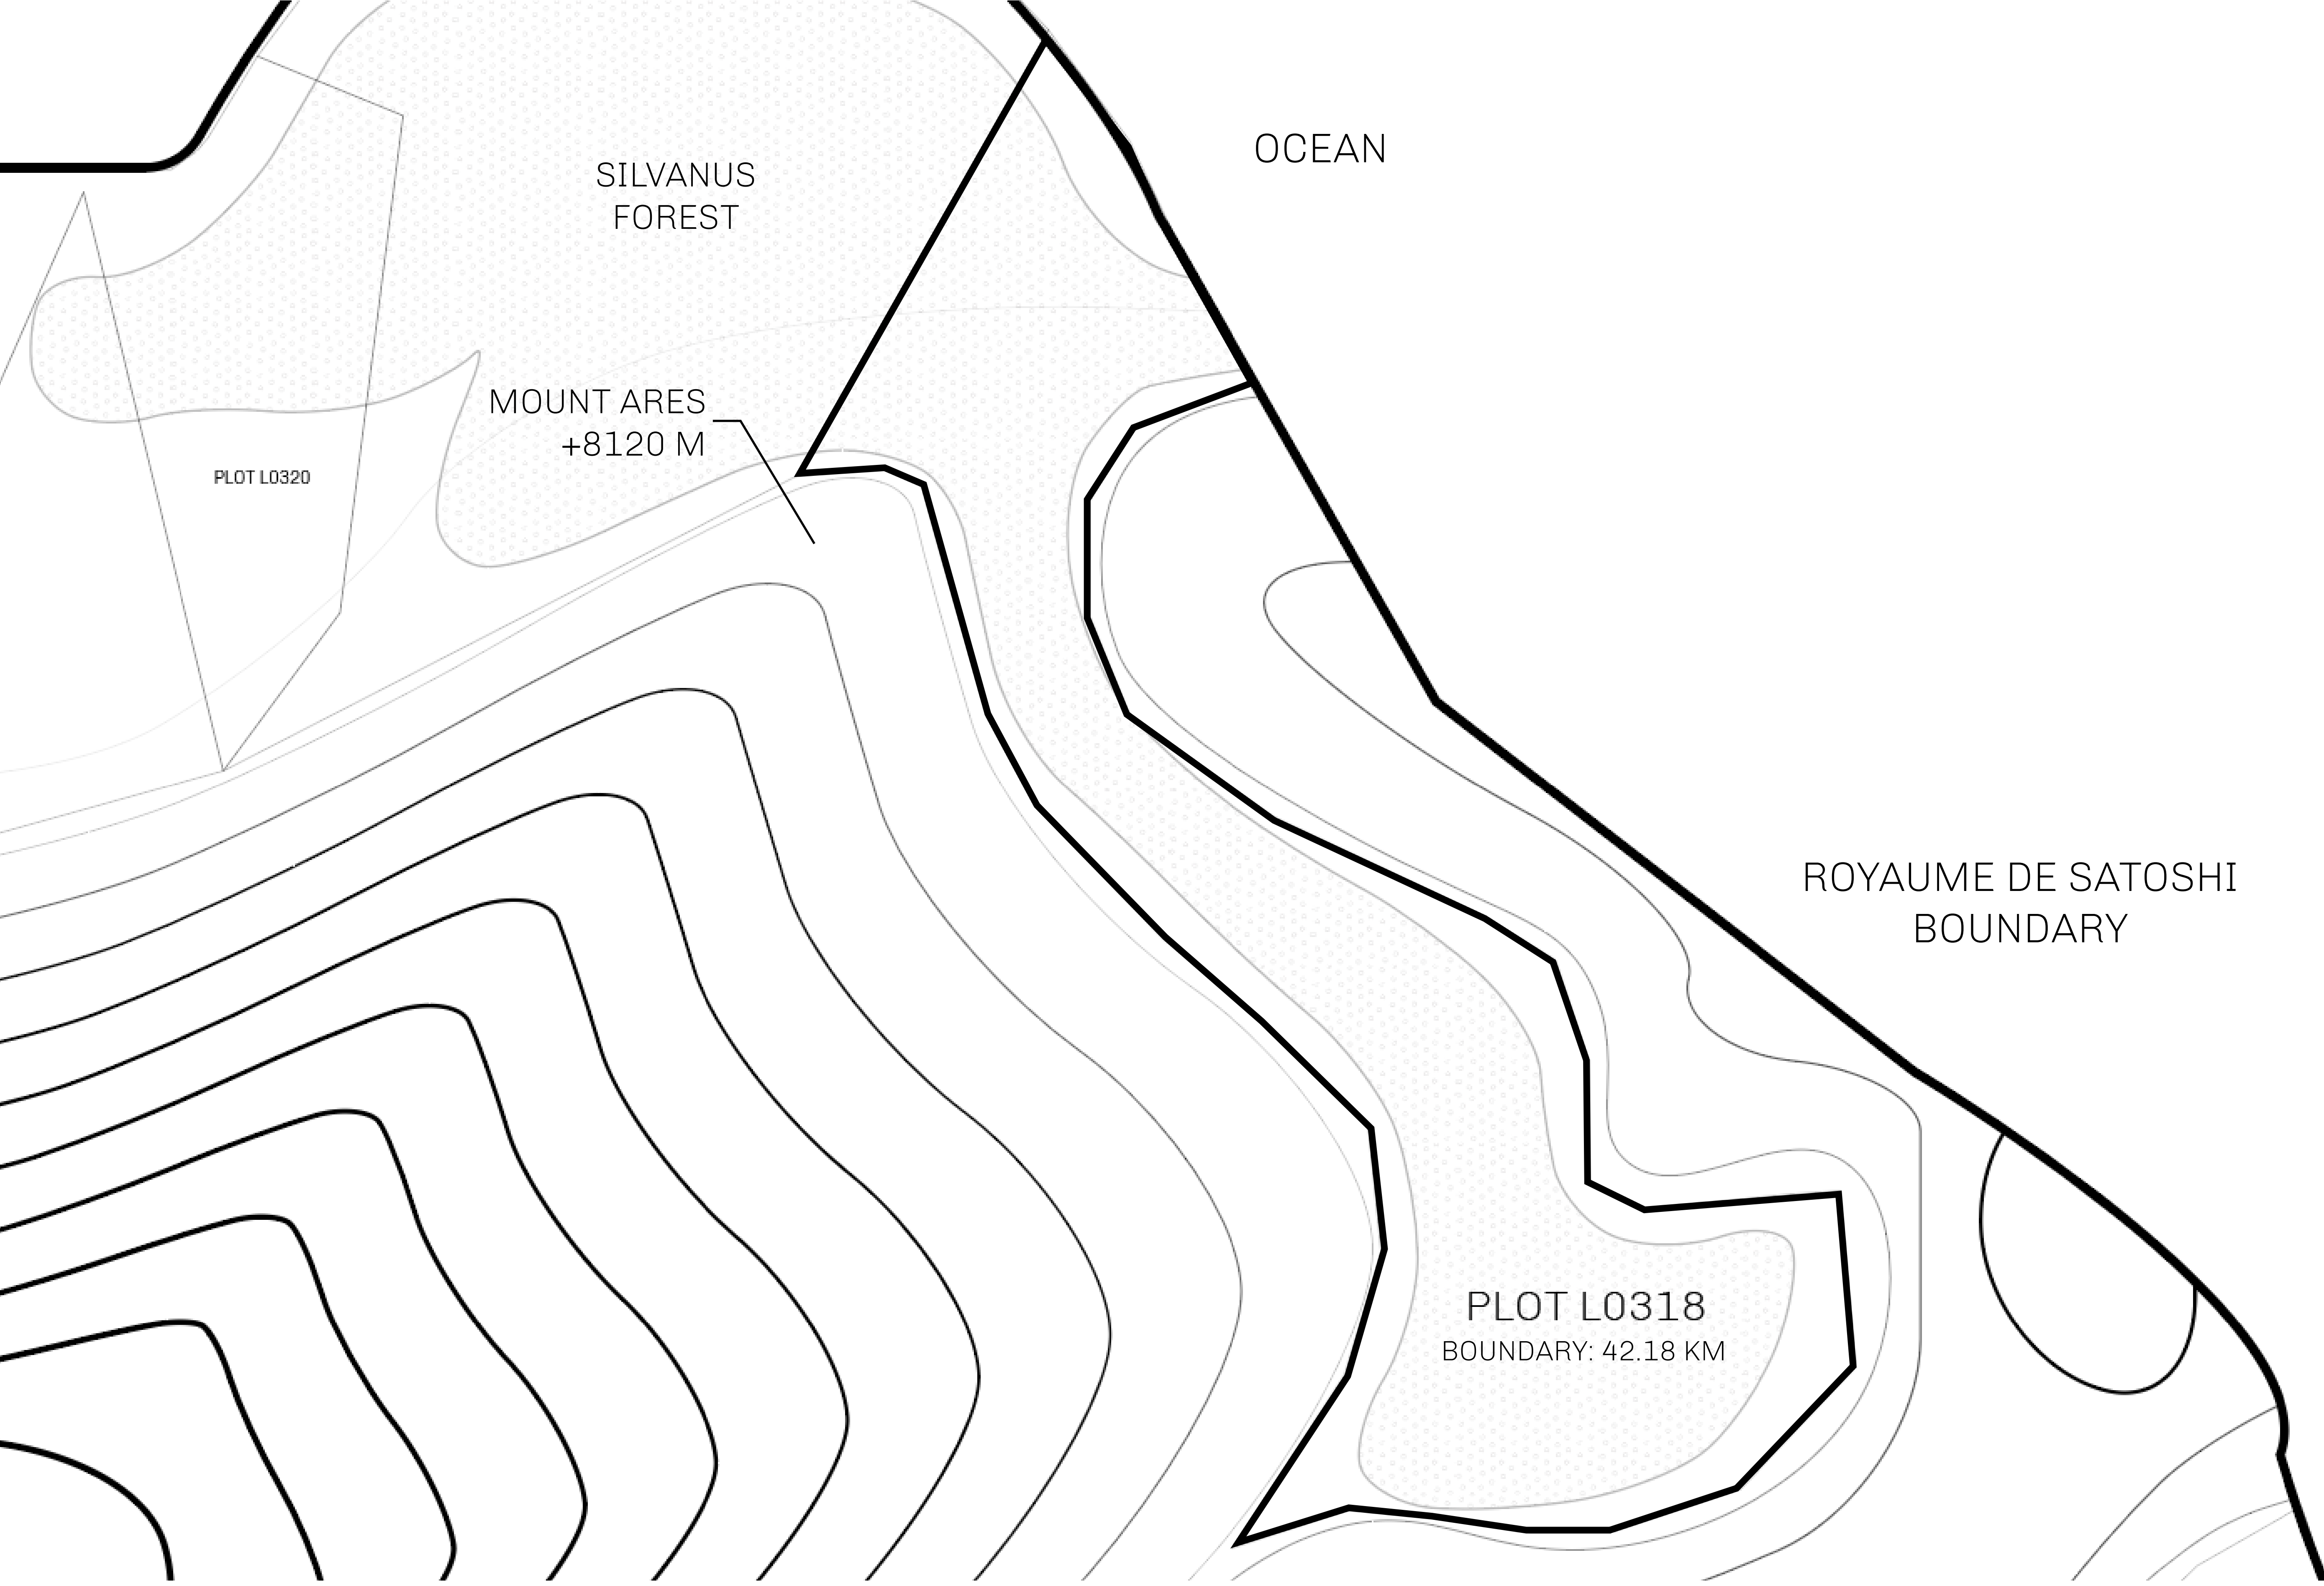 OCEAN
SILVANUS
FOREST
MOUNT ARES
+8120 M
PLOT L0320
ROYAUME DE SATOSHI
BOUNDARY
PLOT L0318
BOUNDARY: 42.18 KM